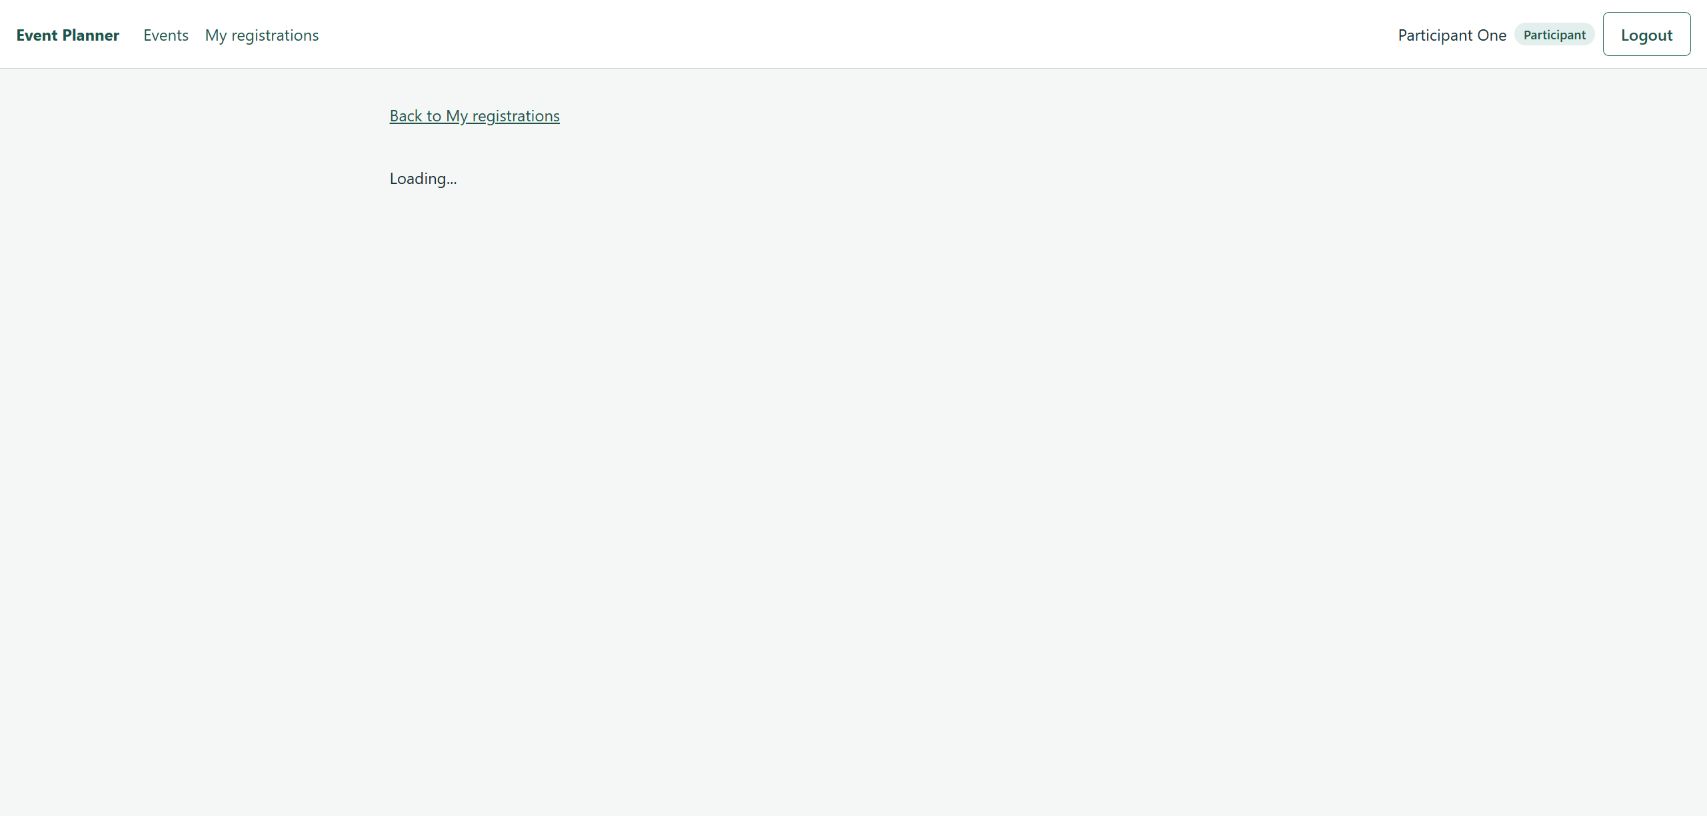 Event Planner Events My registrations Participant One Participant Logout
Back to My registrations
Loading...